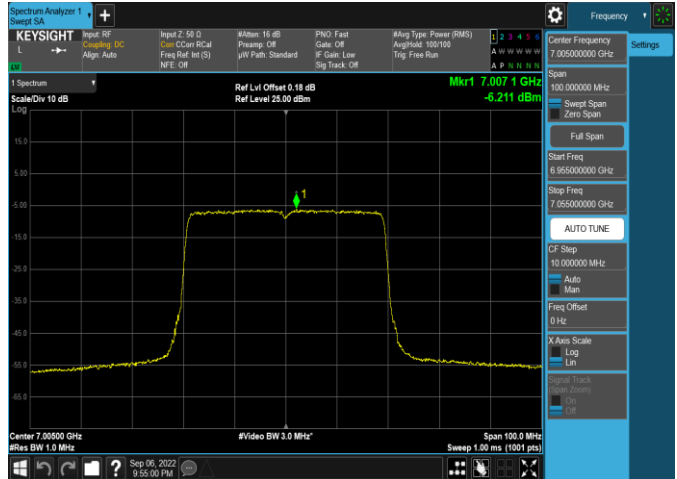 Spectrum Analyzer 1
Swept SA
+
Frequency
KEYSIGHT
L
Input: RF
Coupling: DC
Align: Auto
Input Z: 50 Ω
Corr CCorr RCal
Freq Ref: Int (S)
NFE: Off
#Atten: 16 dB
Preamp: Off
µW Path: Standard
PNO: Fast
Gate: Off
IF Gain: Low
Sig Track: Off
#Avg Type: Power (RMS)
Avg|Hold: 100/100
Trig: Free Run
1 2 3 4 5 6
A W W W W W
A P N N N N
1 Spectrum
Scale/Div 10 dB
Log
Ref Lvl Offset 0.18 dB
Ref Level 25.00 dBm
Mkr1 7.007 1 GHz
-6.211 dBm
15.0
5.00
-5.00
-15.0
-35.0
-45.0
-55.0
-65.0
1
Center 7.00500 GHz
#Res BW 1.0 MHz
#Video BW 3.0 MHz*
Span 100.0 MHz
Sweep 1.00 ms (1001 pts)
Sep 06, 2022
9:55:00 PM
Settings
Center Frequency
7.005000000 GHz
Span
100.000000 MHz
Swept Span
Zero Span
Full Span
Start Freq
6.955000000 GHz
Stop Freq
7.055000000 GHz
AUTO TUNE
CF Step
10.000000 MHz
Auto
Man
Freq Offset
0 Hz
X Axis Scale
Log
Lin
Signal Track
(Span Zoom)
On
Off